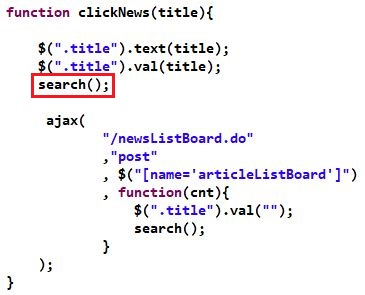 function clickNews(title){
$(".title").text(title);
$(".title").val(title);
search();
ajax(
"/newsListBoard.do"
,"post"
, $("[name='articleListBoard']")
, function(cnt){
$(".title").val("");
search();
}
);
}